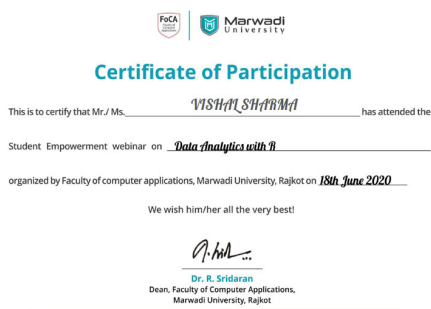 FoCA
Marwadi
University
Certificate of Participation
This is to certify that Mr./ Ms. VISHAL SHARMA has attended the
Student Empowerment webinar on Data Analytics with R
organized by Faculty of computer applications, Marwadi University, Rajkot on 18th June 2020
We wish him/her all the very best!
Dr. R. Sridaran
Dean, Faculty of Computer Applications,
Marwadi University, Rajkot